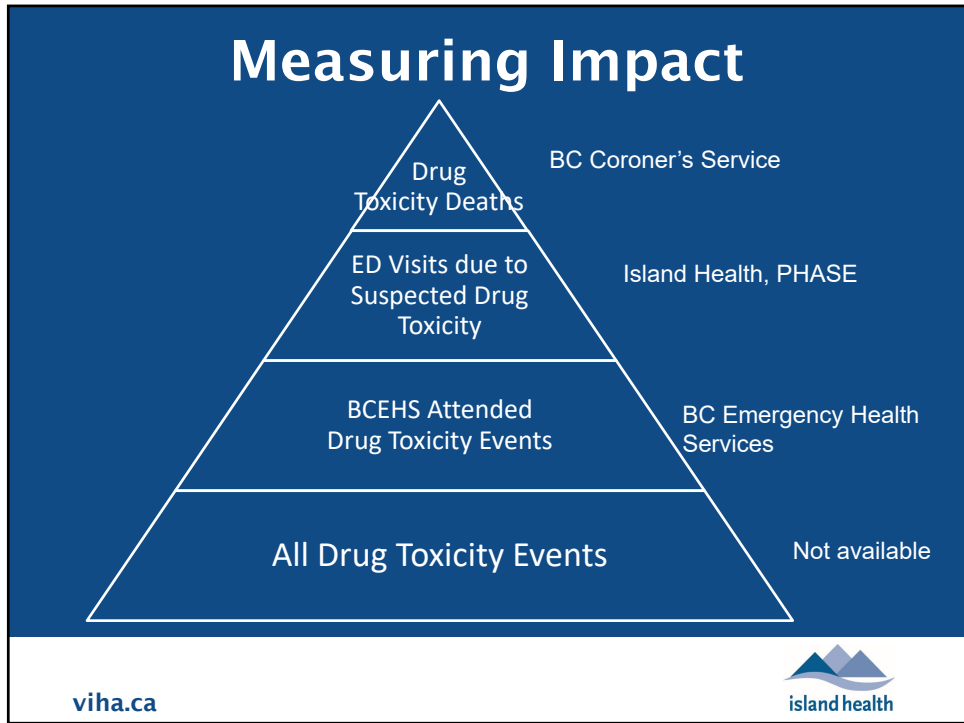 Measuring Impact
Drug
Toxicity Deaths
BC Coroner's Service
ED Visits due to
Suspected Drug
Toxicity
Island Health, PHASE
BCEHS Attended
Drug Toxicity Events
BC Emergency Health
Services
All Drug Toxicity Events
Not available
viha.ca
island health